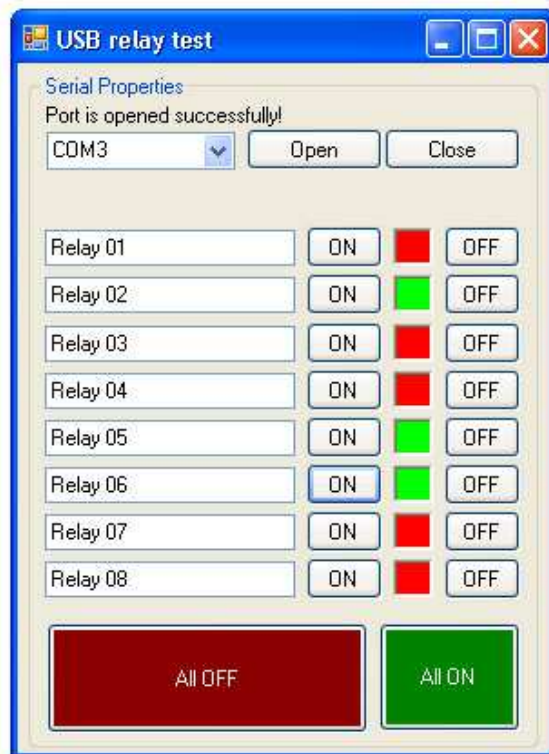 USB relay test
Serial Properties
Port is opened successfully!
COM3 Open Close
Relay 01 ON OFF
Relay 02 ON OFF
Relay 03 ON OFF
Relay 04 ON OFF
Relay 05 ON OFF
Relay 06 ON OFF
Relay 07 ON OFF
Relay 08 ON OFF
All OFF All ON